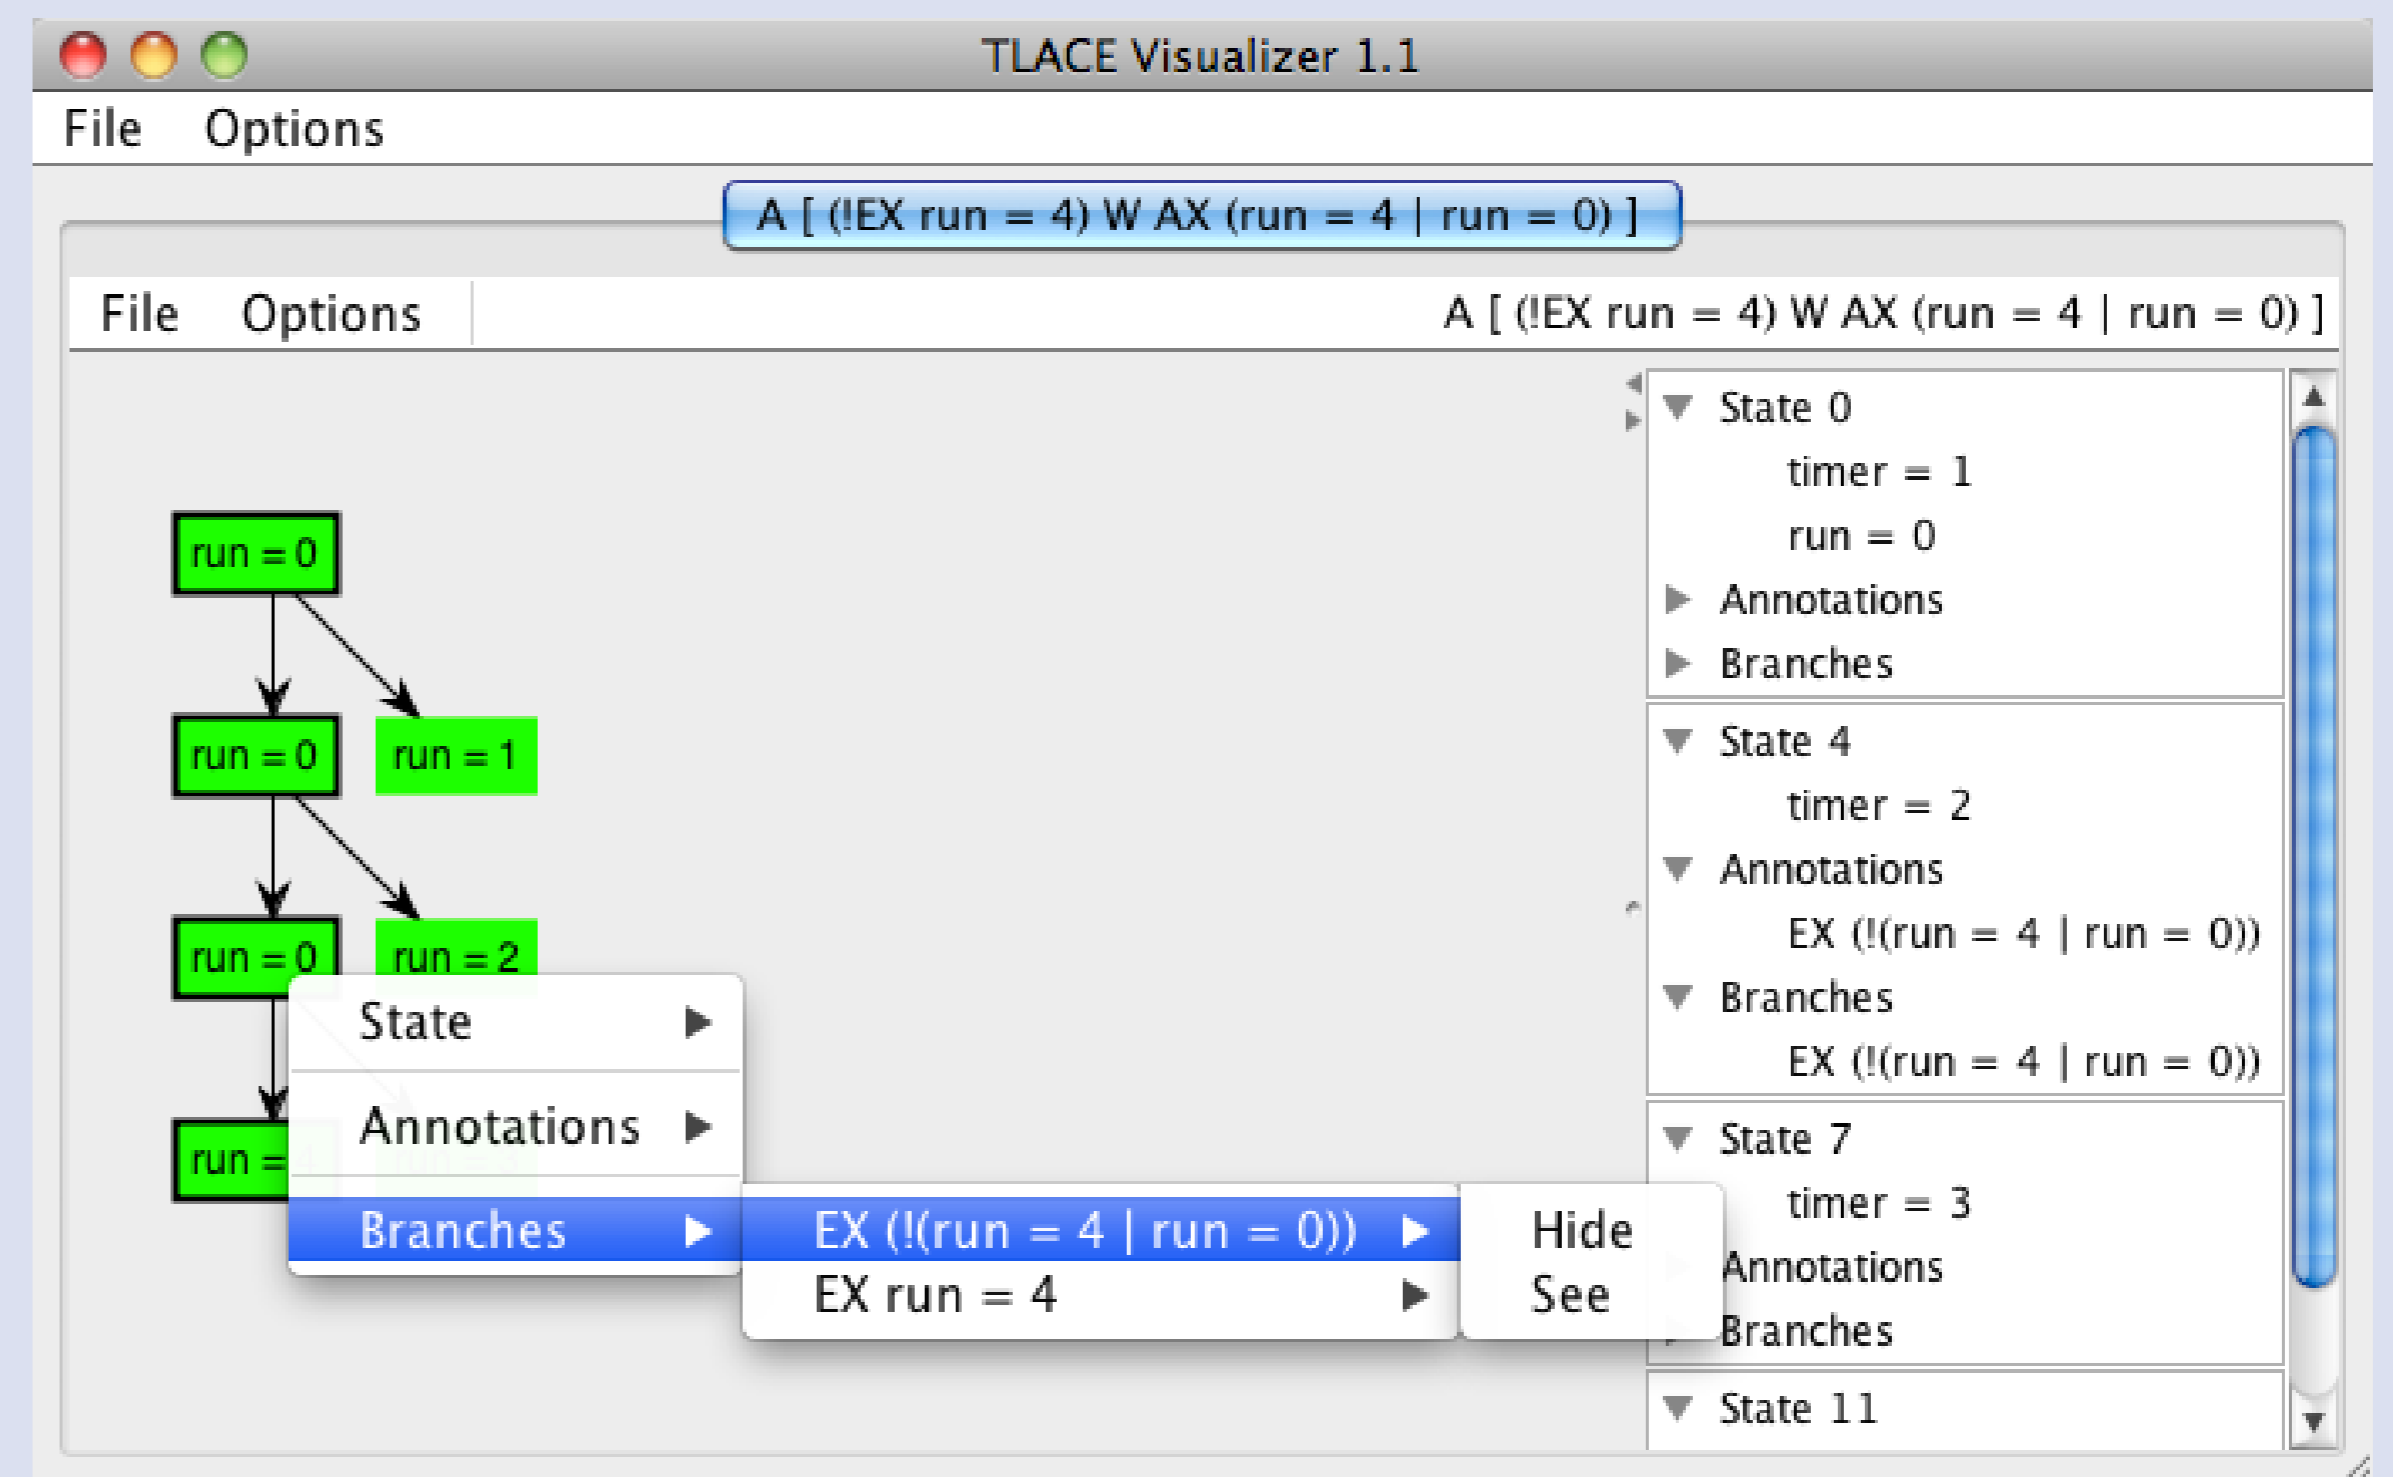 TLACE Visualizer 1.1
File Options
A [ (!EX run = 4) W AX (run = 4 | run = 0) ]
File Options
A [ (!EX run = 4) W AX (run = 4 | run = 0) ]
run = 0
run = 0
run = 1
run = 0
run = 2
run =
State
Annotations
Branches
EX (!(run = 4 | run = 0))
EX run = 4
Hide
See
State 0
timer = 1
run = 0
Annotations
Branches
State 4
timer = 2
Annotations
EX (!(run = 4 | run = 0))
Branches
EX (!(run = 4 | run = 0))
State 7
timer = 3
Annotations
Branches
State 11